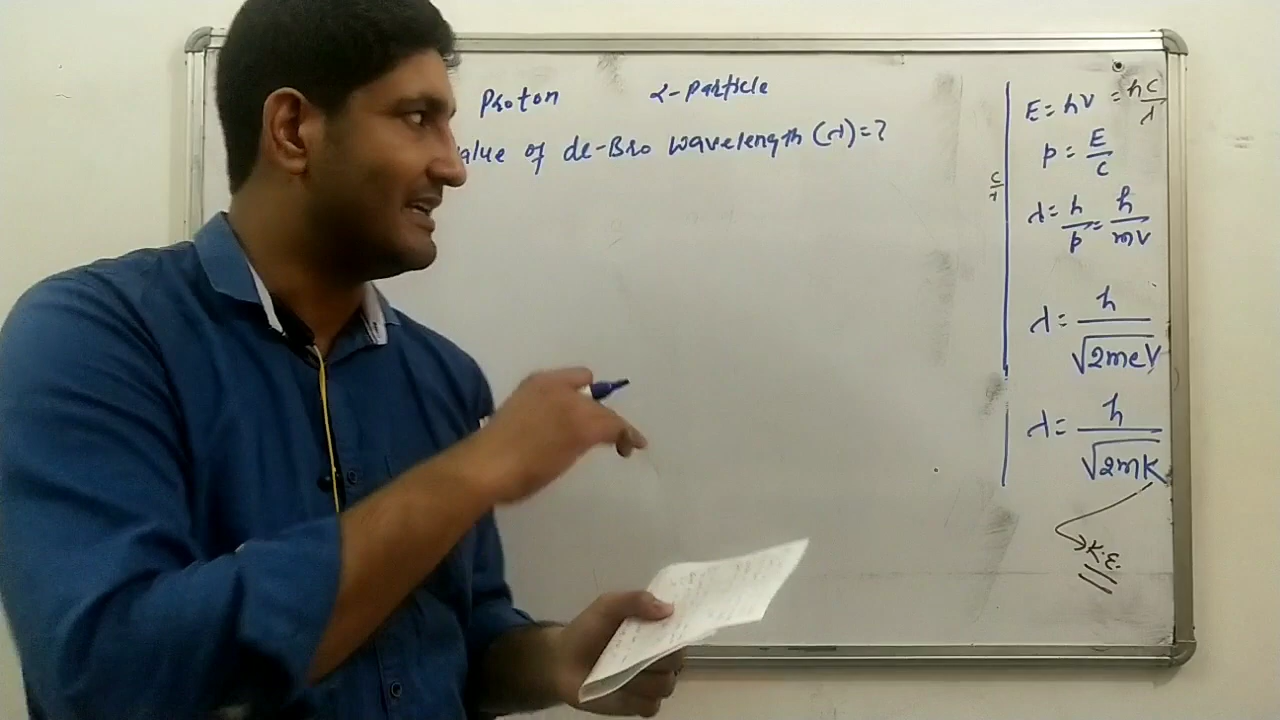 Proton α-Particle
alue of de-Bro wavelength (λ)=?
E = hν = hc/λ
p = E/c
c/λ
λ = h/p = h/mv
λ = h/√2meV
λ = h/√2mK
K.E.